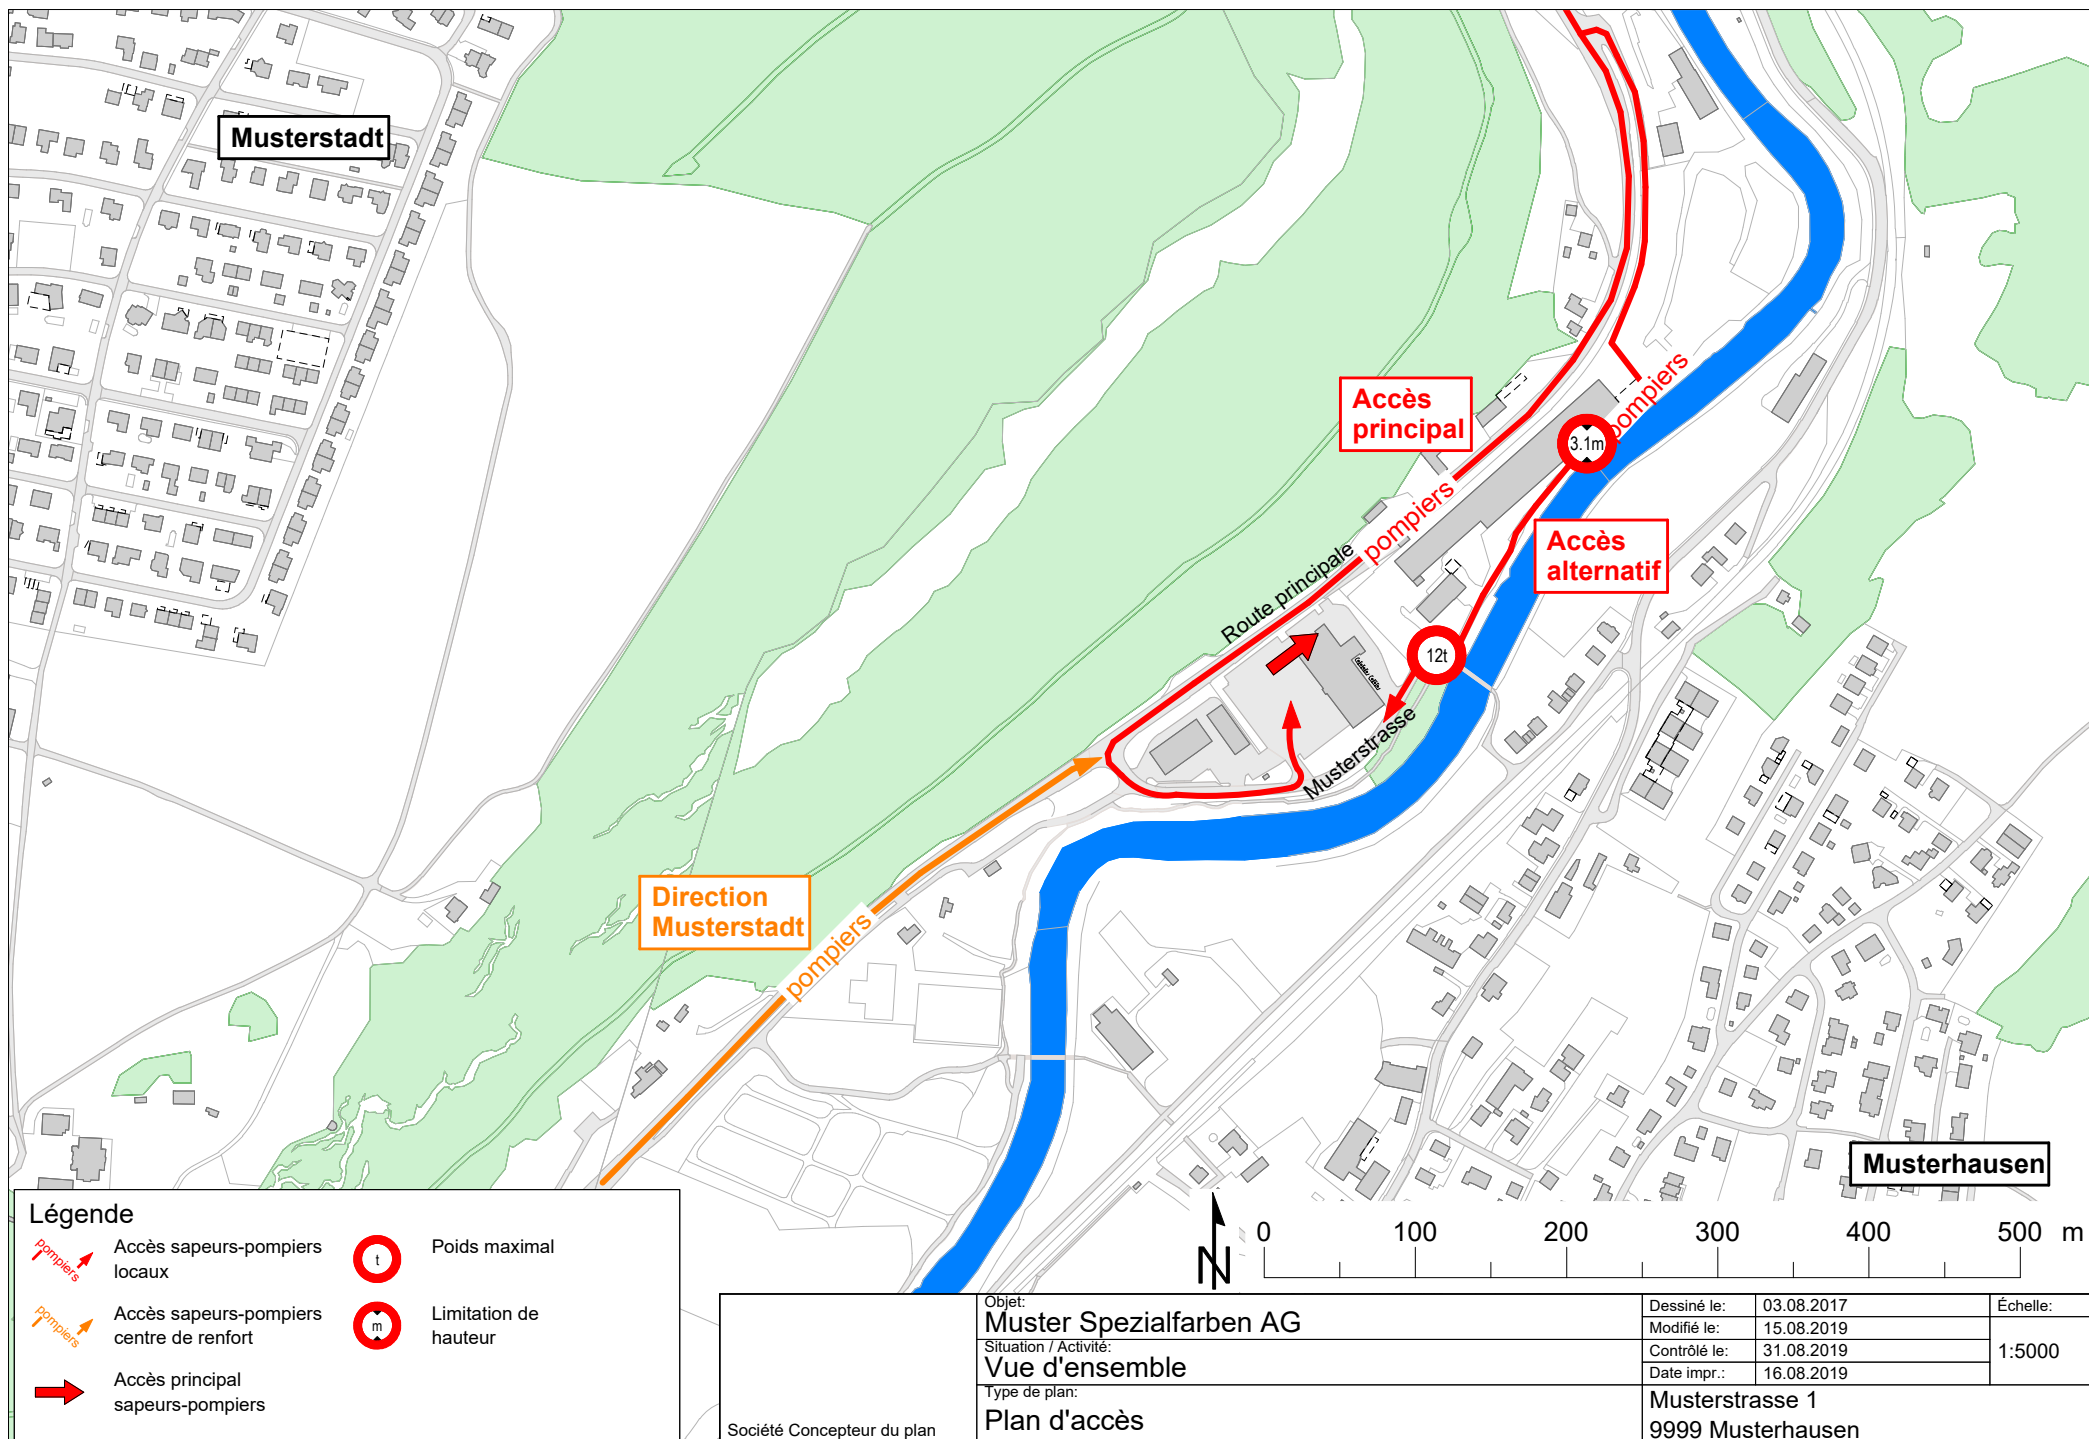 Musterstadt
Accès
principal
pompiers
3.1m
pompiers
Accès
alternatif
Route principale
12t
Musterstrasse
Direction
Musterstadt
pompiers
Musterhausen
Légende
pompiers
Accès sapeurs-pompiers
locaux
t
Poids maximal
pompiers
Accès sapeurs-pompiers
centre de renfort
m
Limitation de
hauteur
Accès principal
sapeurs-pompiers
N
0 100 200 300 400 500 m
Société Concepteur du plan
Objet:
Muster Spezialfarben AG
Situation / Activité:
Vue d'ensemble
Type de plan:
Plan d'accès
Dessiné le: 03.08.2017
Modifié le: 15.08.2019
Contrôlé le: 31.08.2019
Date impr.: 16.08.2019
Échelle:
1:5000
Musterstrasse 1
9999 Musterhausen